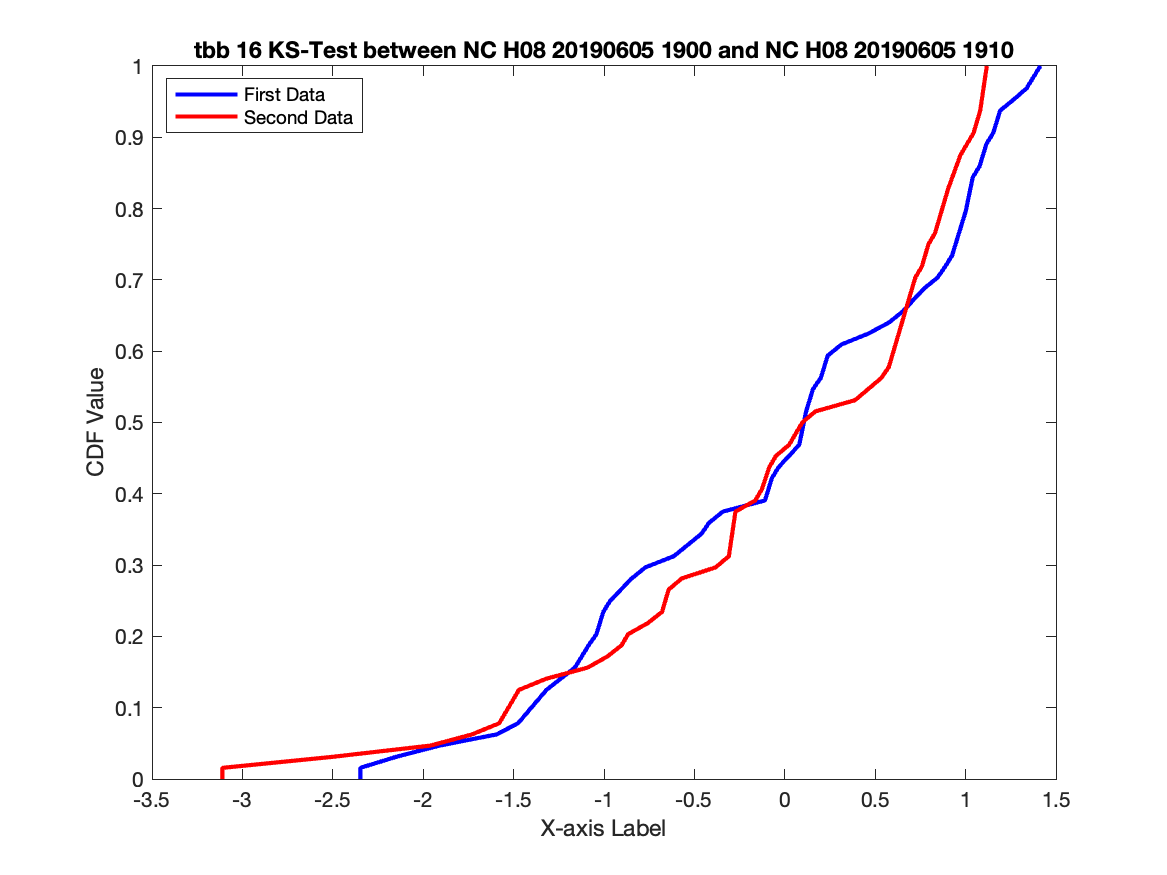 tbb 16 KS-Test between NC H08 20190605 1900 and NC H08 20190605 1910
First Data
Second Data
1
0.9
0.8
0.7
0.6
0.5
0.4
0.3
0.2
0.1
0
CDF Value
-3.5 -3 -2.5 -2 -1.5 -1 -0.5 0 0.5 1 1.5
X-axis Label